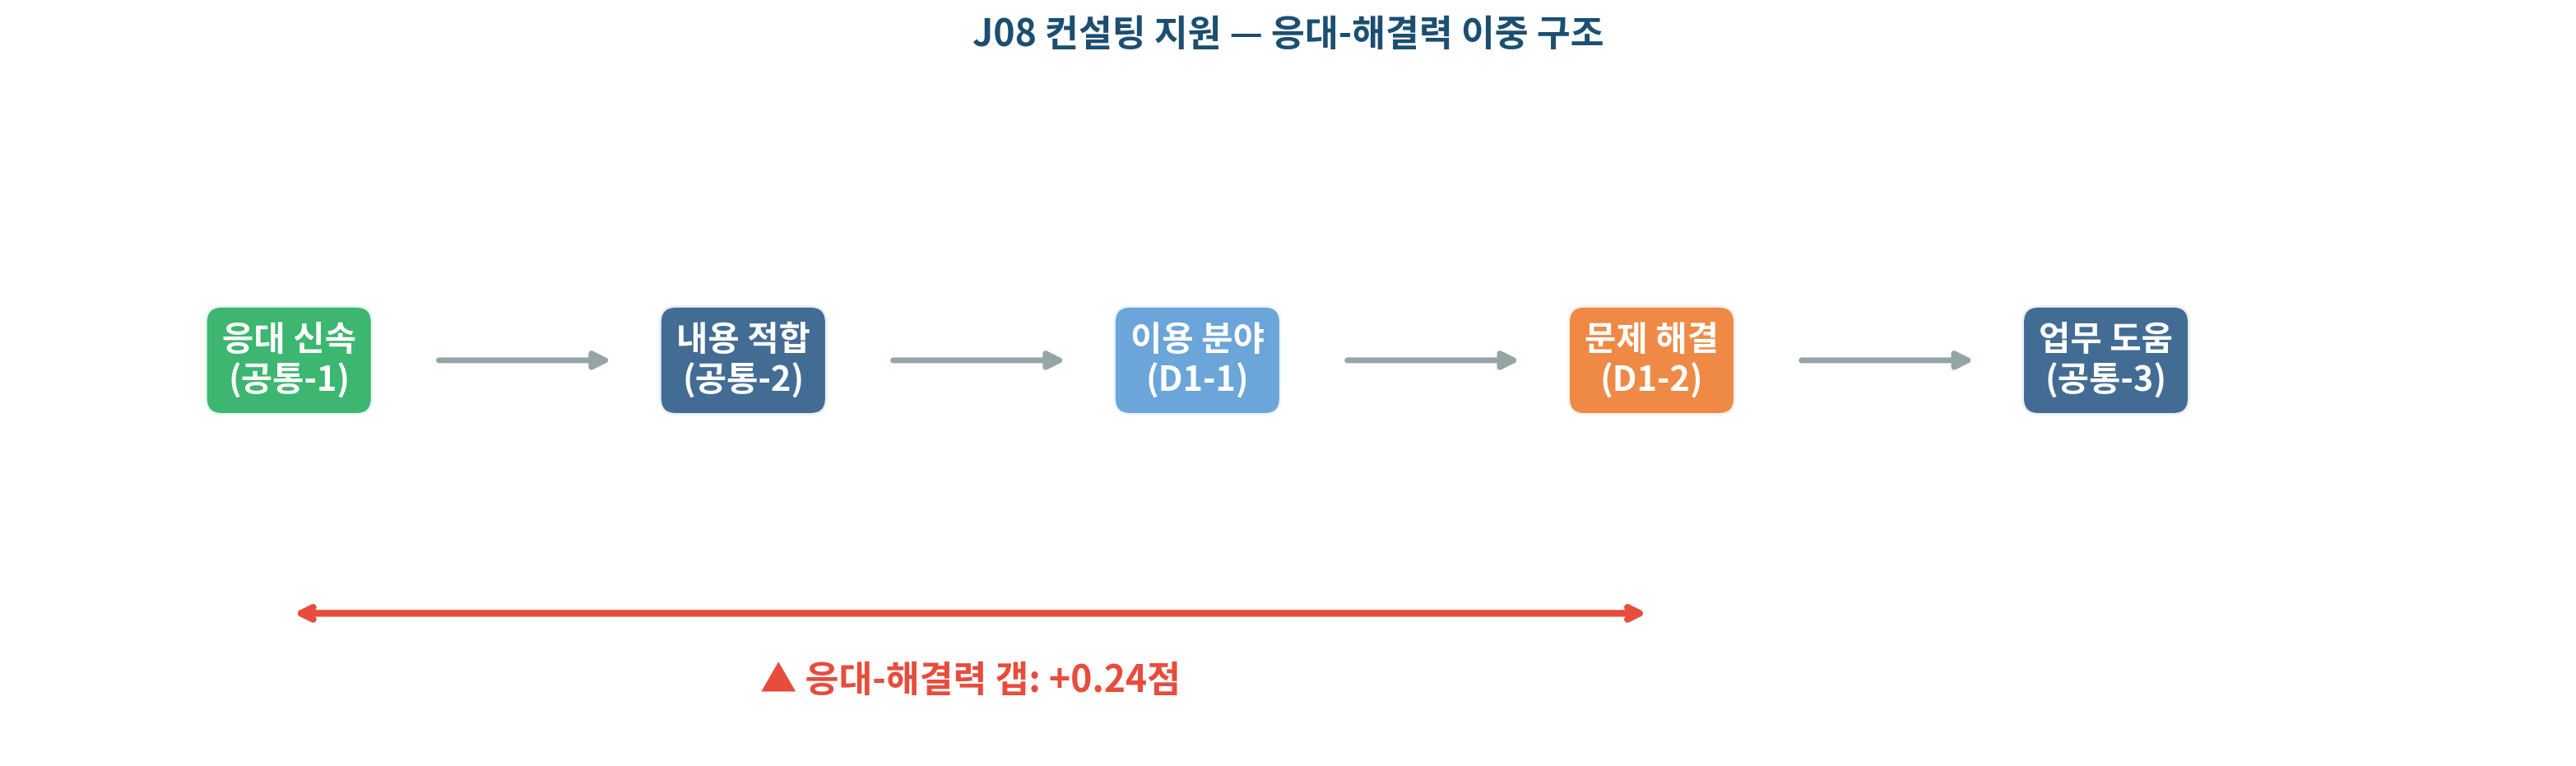 J08 컨설팅 지원 — 응대-해결력 이중 구조
응대 신속
(공통-1)
내용 적합
(공통-2)
이용 분야
(D1-1)
문제 해결
(D1-2)
업무 도움
(공통-3)
▲ 응대-해결력 갭: +0.24점